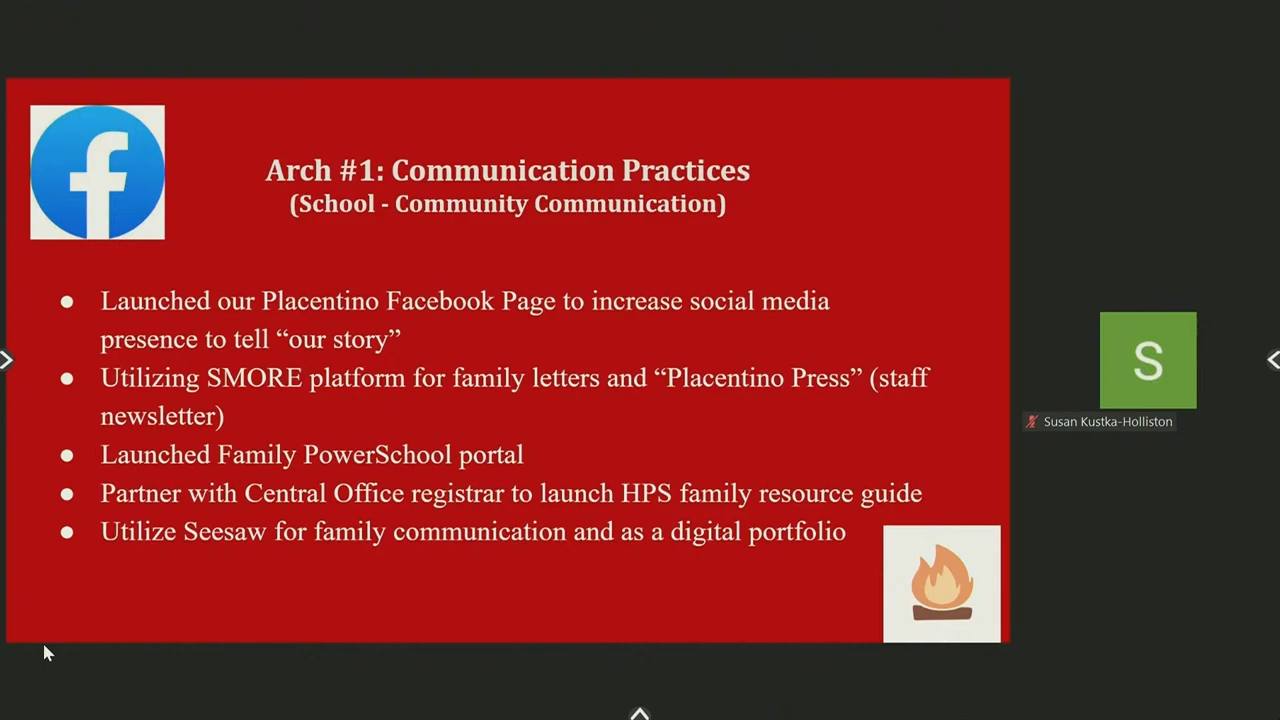 Arch #1: Communication Practices
(School - Community Communication)
● Launched our Placentino Facebook Page to increase social media
presence to tell “our story”
● Utilizing SMORE platform for family letters and “Placentino Press” (staff
newsletter)
● Launched Family PowerSchool portal
● Partner with Central Office registrar to launch HPS family resource guide
● Utilize Seesaw for family communication and as a digital portfolio
S
Susan Kustka-Holliston